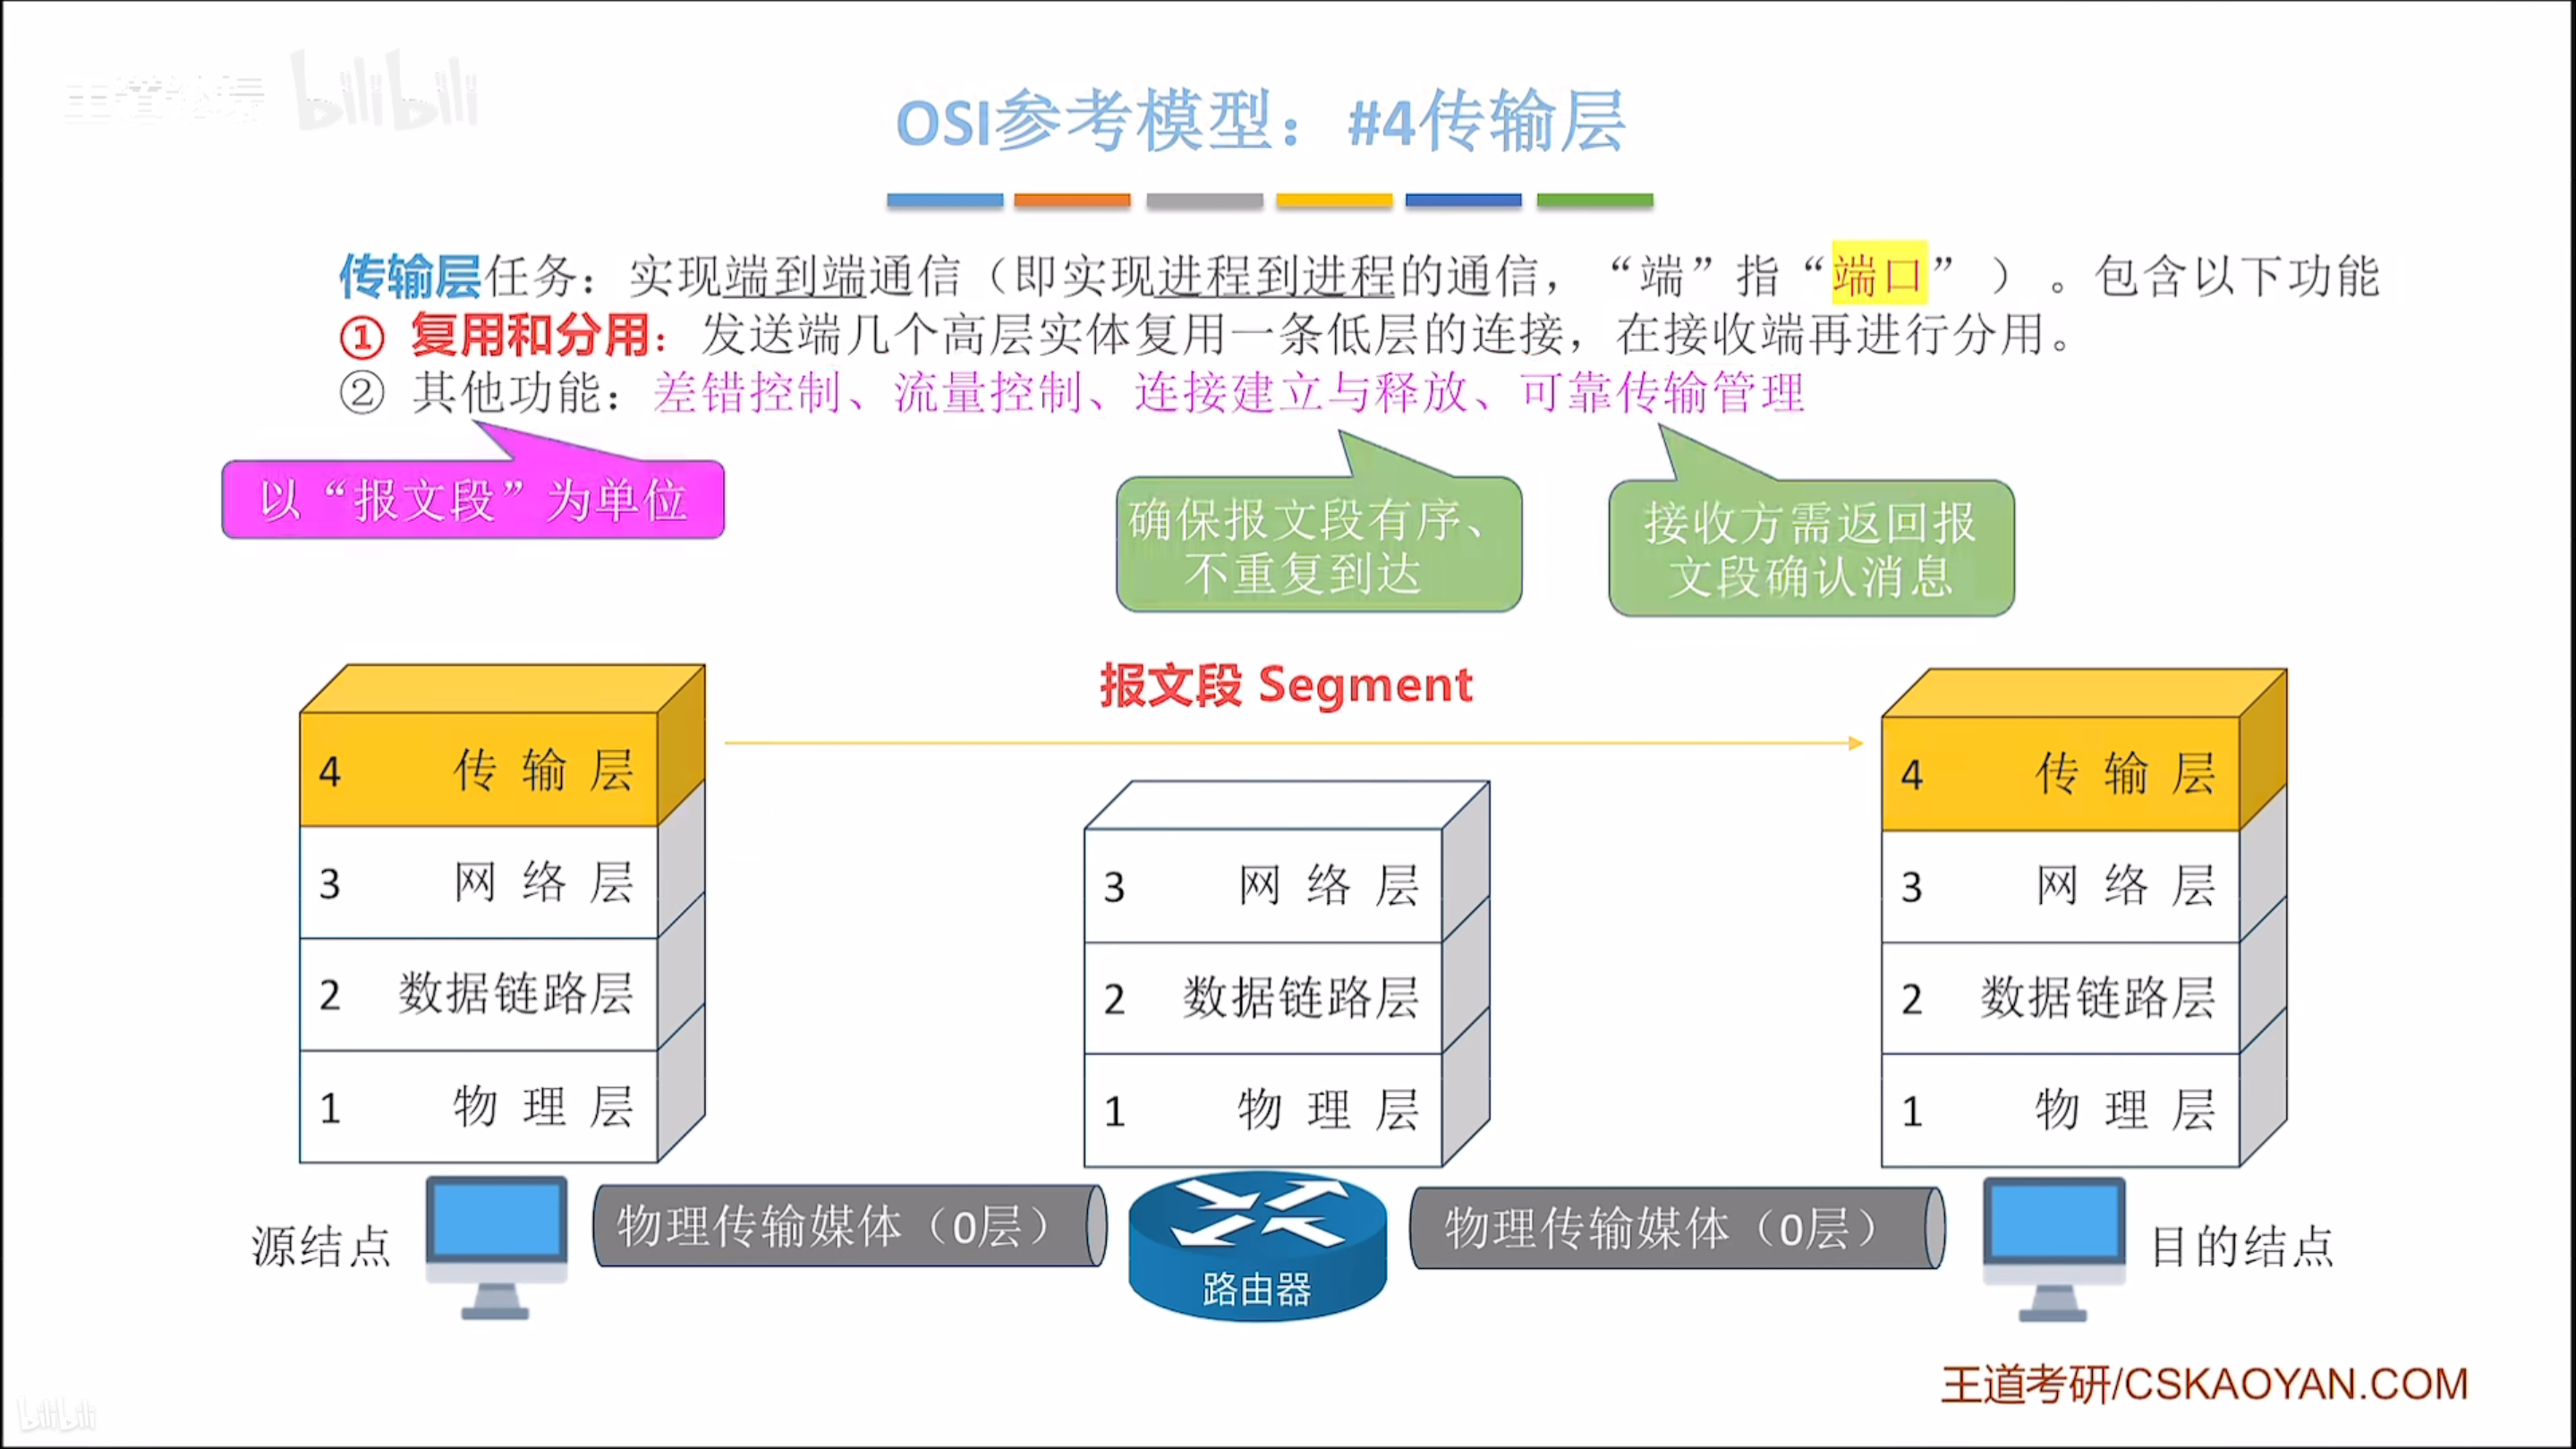 bilibili
OSI参考模型：#4传输层
传输层任务：实现端到端通信（即实现进程到进程的通信，“端”指“端口”）。包含以下功能
① 复用和分用：发送端几个高层实体复用一条低层的连接，在接收端再进行分用。
② 其他功能：差错控制、流量控制、连接建立与释放、可靠传输管理
以“报文段”为单位
确保报文段有序、
不重复到达
接收方需返回报
文段确认消息
报文段 Segment
4 传输层
3 网络层
2 数据链路层
1 物理层
3 网络层
2 数据链路层
1 物理层
4 传输层
3 网络层
2 数据链路层
1 物理层
源结点
物理传输媒体（0层）
路由器
物理传输媒体（0层）
目的结点
王道考研/CSKAOYAN.COM
bilibili